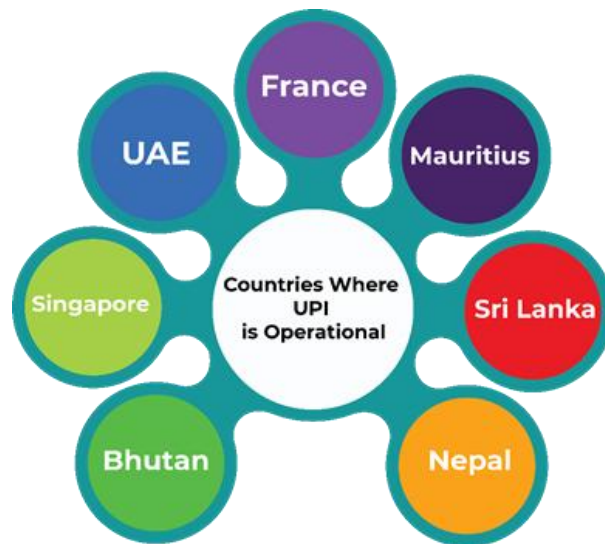 France
UAE
Mauritius
Singapore
Countries Where
UPI
is Operational
Sri Lanka
Bhutan
Nepal